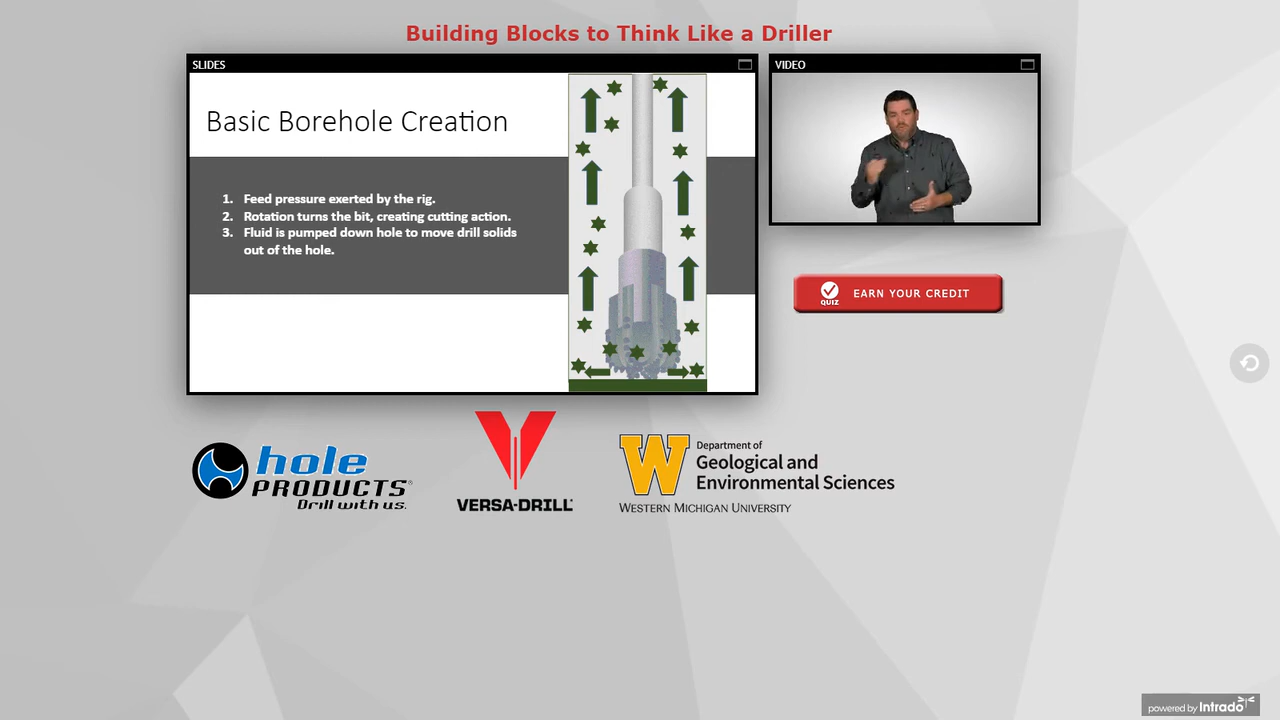 Building Blocks to Think Like a Driller
SLIDES
VIDEO
Basic Borehole Creation
1. Feed pressure exerted by the rig.
2. Rotation turns the bit, creating cutting action.
3. Fluid is pumped down hole to move drill solids
out of the hole.
QUIZ
EARN YOUR CREDIT
hole
PRODUCTS®
Drill with us.
VERSA-DRILL
W
Department of
Geological and
Environmental Sciences
WESTERN MICHIGAN UNIVERSITY
powered by Intrado